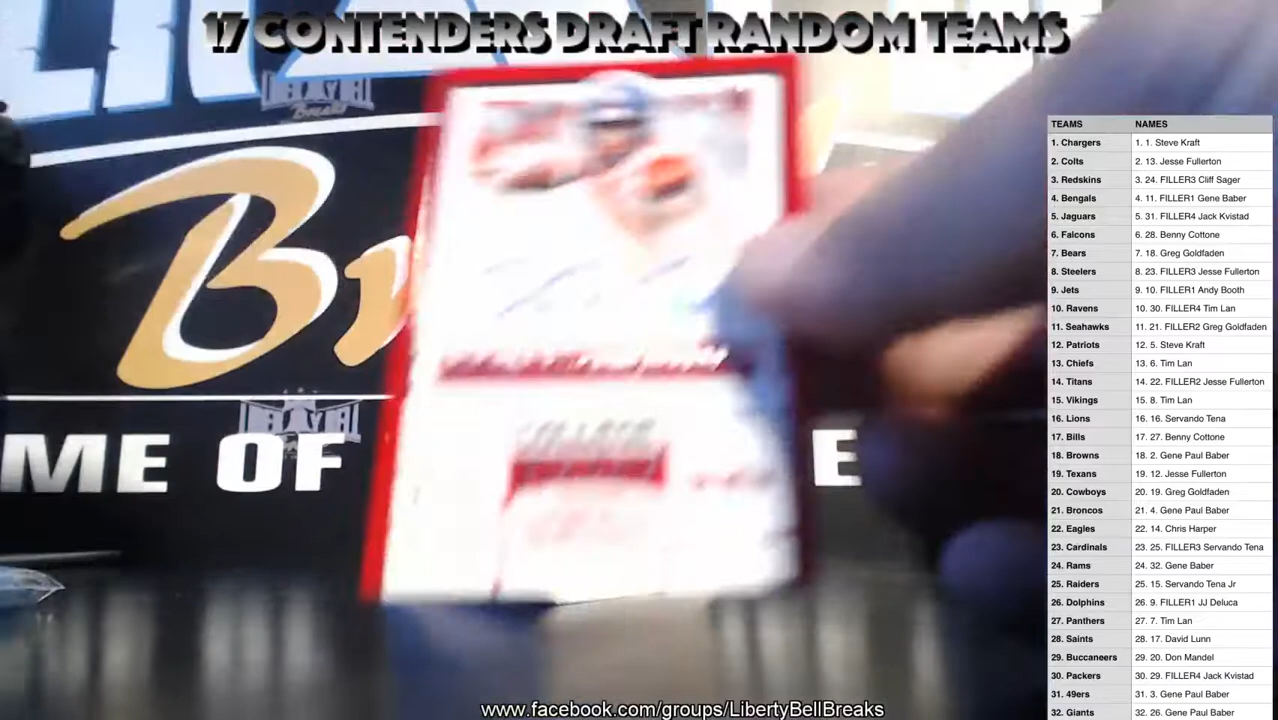 17 CONTENDERS DRAFT RANDOM TEAMS
ME OF
E
TEAMS NAMES
1. Chargers 1. 1. Steve Kraft
2. Colts 2. 13. Jesse Fullerton
3. Redskins 3. 24. FILLER3 Cliff Sager
4. Bengals 4. 11. FILLER1 Gene Baber
5. Jaguars 5. 31. FILLER4 Jack Kvistad
6. Falcons 6. 28. Benny Cottone
7. Bears 7. 18. Greg Goldfaden
8. Steelers 8. 23. FILLER3 Jesse Fullerton
9. Jets 9. 10. FILLER1 Andy Booth
10. Ravens 10. 30. FILLER4 Tim Lan
11. Seahawks 11. 21. FILLER2 Greg Goldfaden
12. Patriots 12. 5. Steve Kraft
13. Chiefs 13. 6. Tim Lan
14. Titans 14. 22. FILLER2 Jesse Fullerton
15. Vikings 15. 8. Tim Lan
16. Lions 16. 16. Servando Tena
17. Bills 17. 27. Benny Cottone
18. Browns 18. 2. Gene Paul Baber
19. Texans 19. 12. Jesse Fullerton
20. Cowboys 20. 19. Greg Goldfaden
21. Broncos 21. 4. Gene Paul Baber
22. Eagles 22. 14. Chris Harper
23. Cardinals 23. 25. FILLER3 Servando Tena
24. Rams 24. 32. Gene Baber
25. Raiders 25. 15. Servando Tena Jr
26. Dolphins 26. 9. FILLER1 JJ Deluca
27. Panthers 27. 7. Tim Lan
28. Saints 28. 17. David Lunn
29. Buccaneers 29. 20. Don Mandel
30. Packers 30. 29. FILLER4 Jack Kvistad
31. 49ers 31. 3. Gene Paul Baber
32. Giants 32. 26. Gene Paul Baber
www.facebook.com/groups/LibertyBellBreaks